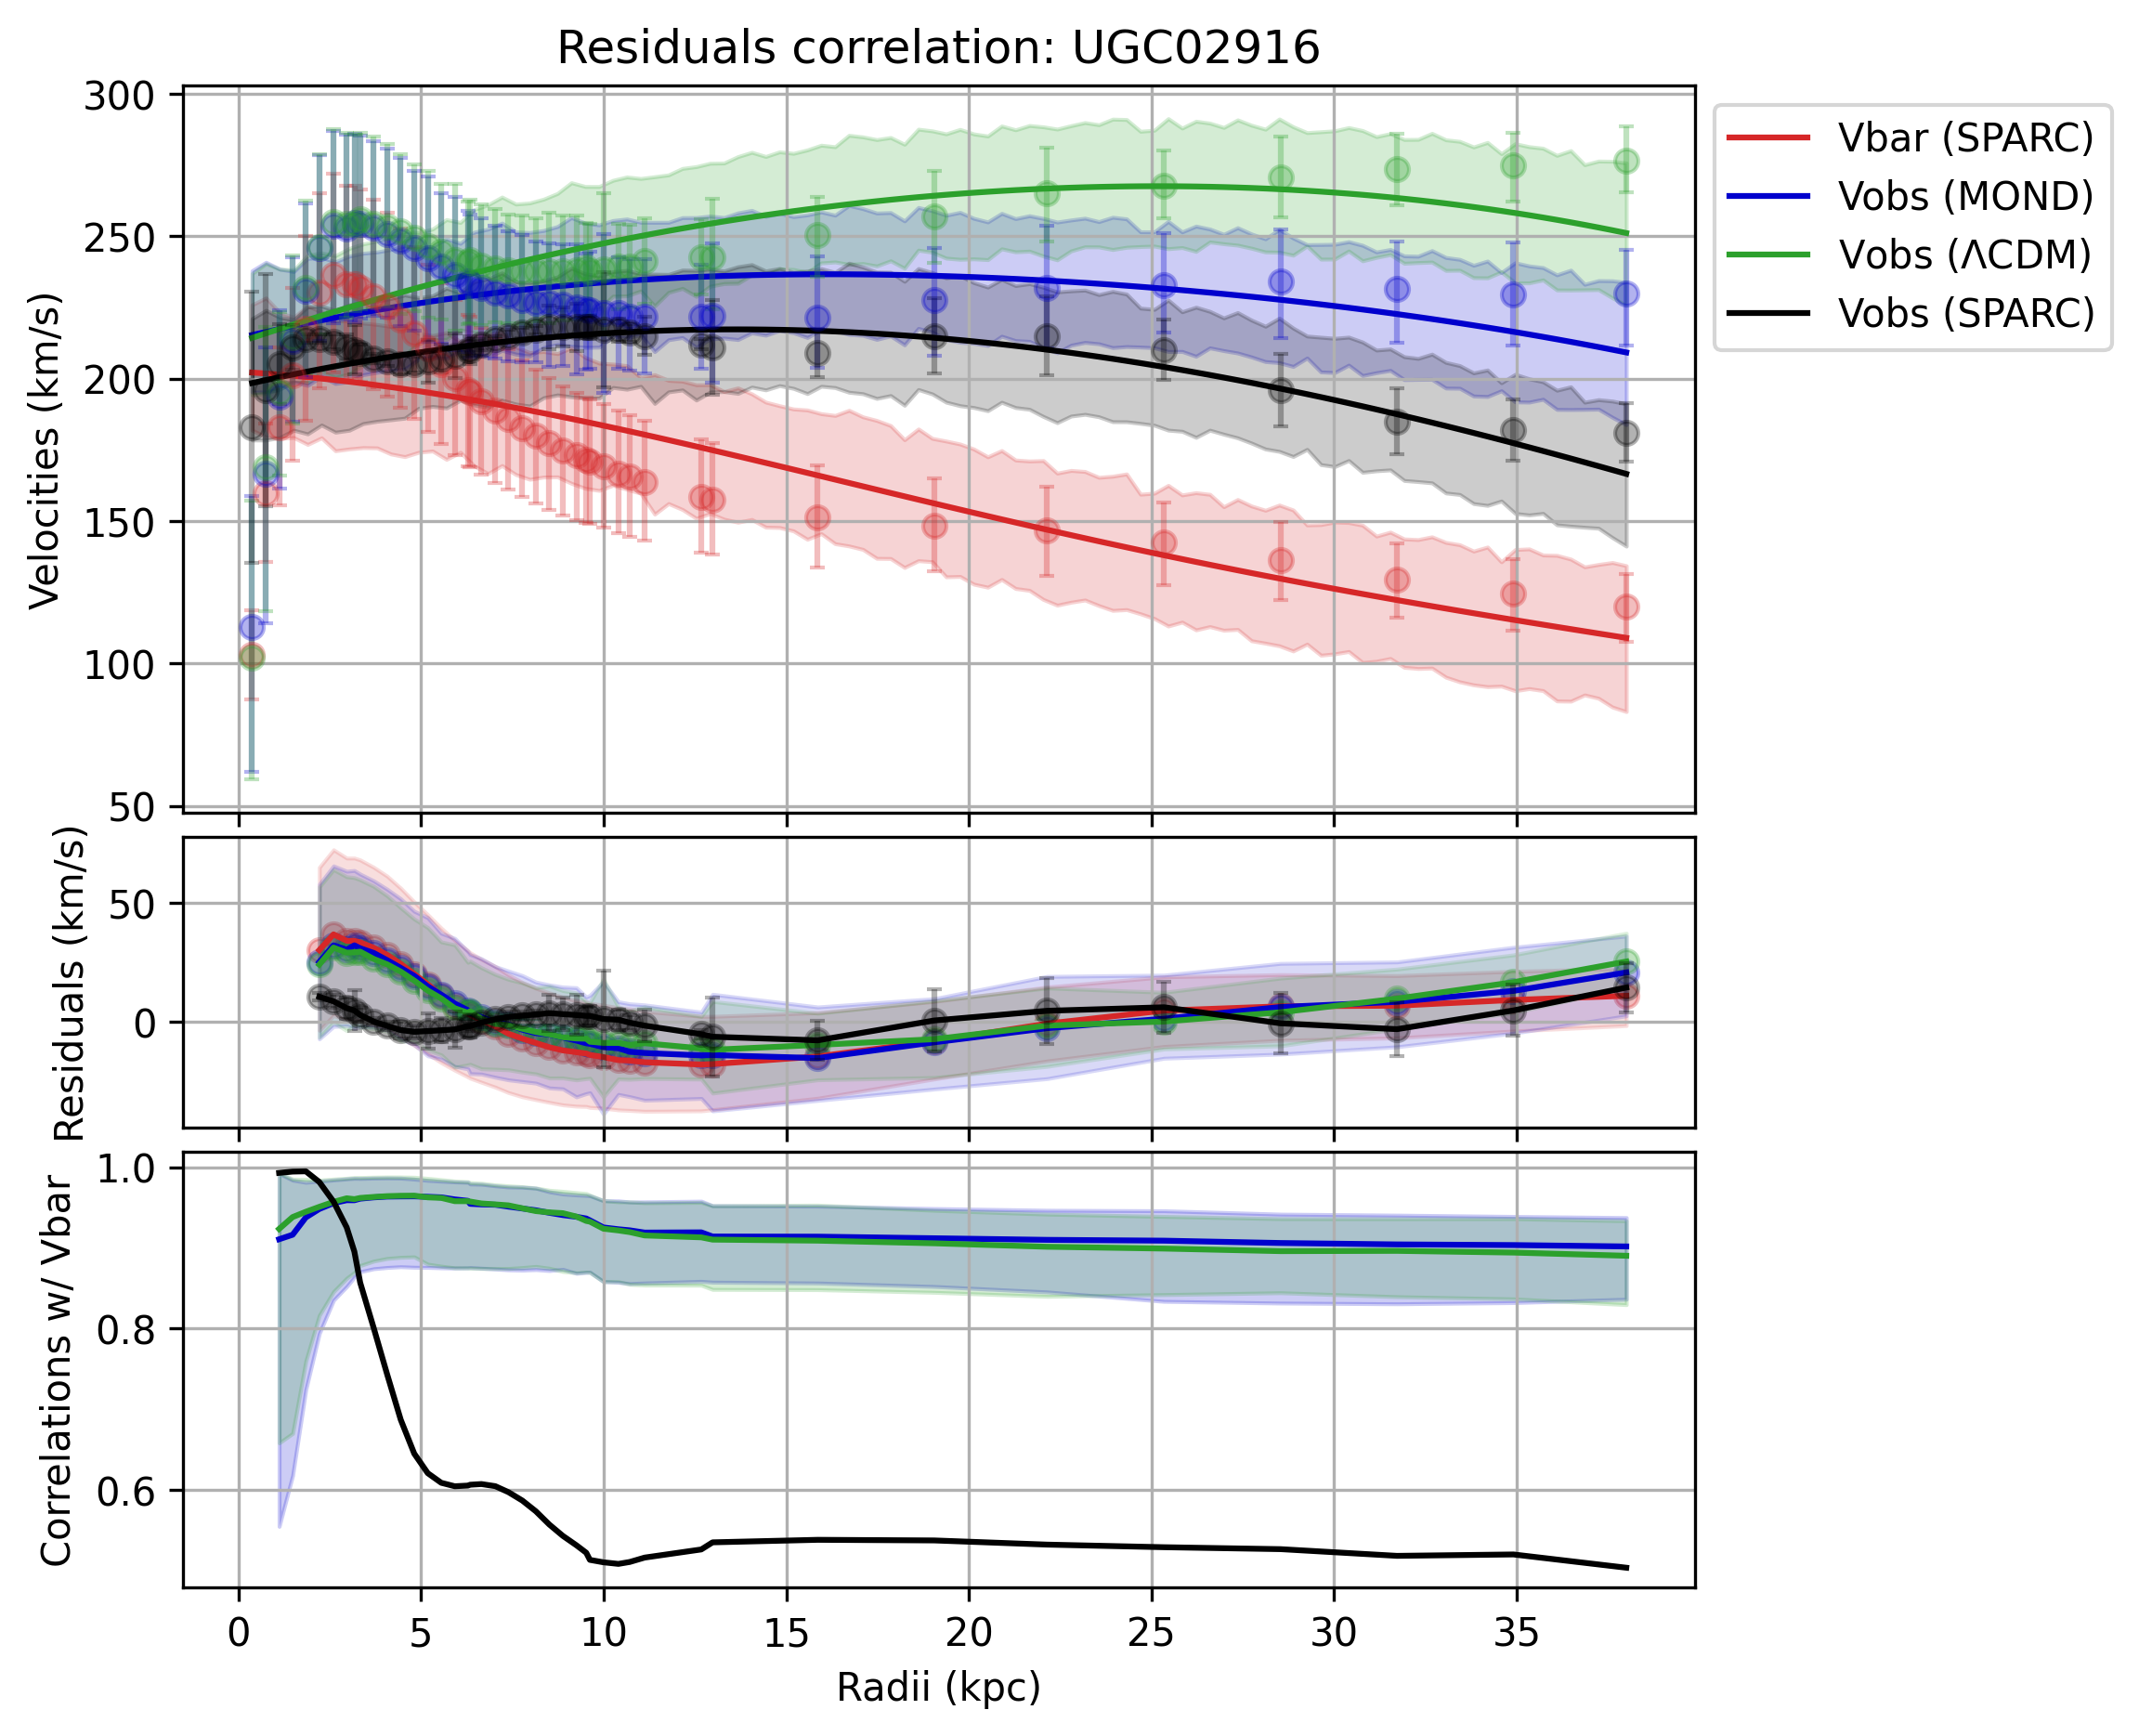 Residuals correlation: UGC02916
Velocities (km/s)
300
250
200
150
100
50
Vbar (SPARC)
Vobs (MOND)
Vobs (ΛCDM)
Vobs (SPARC)
Residuals (km/s)
50
0
Correlations w/ Vbar
1.0
0.8
0.6
0 5 10 15 20 25 30 35
Radii (kpc)